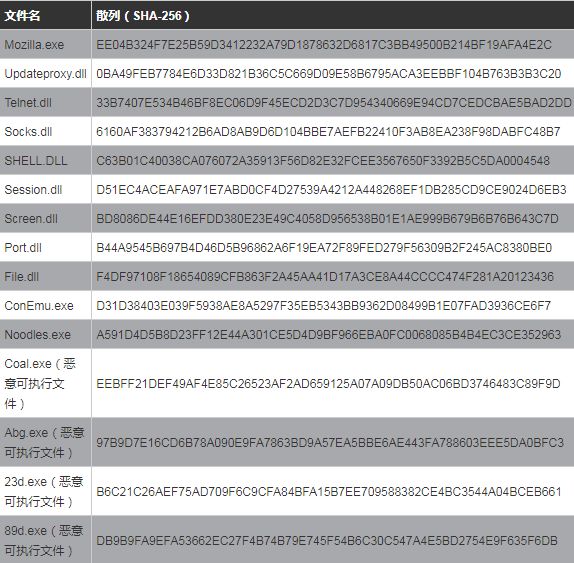 文件名 散列（SHA-256）
Mozilla.exe EE04B324F7E25B59D3412232A79D1878632D6817C3BB49500B214BF19AFA4E2C
Updateproxy.dll 0BA49FEB7784E6D33D821B36C5C669D09E58B6795ACA3EEBBF104B763B3B3C20
Telnet.dll 33B7407E534B46BF8EC06D9F45ECD2D3C7D954340669E94CD7CEDCBAE5BAD2DD
Socks.dll 6160AF383794212B6AD8AB9D6D104BBE7AEFB22410F3AB8EA238F98DABFC48B7
SHELL.DLL C63B01C40038CA076072A35913F56D82E32FCEE3567650F3392B5C5DA0004548
Session.dll D51EC4ACEAFA971E7ABD0CF4D27539A4212A448268EF1DB285CD9CE9024D6EB3
Screen.dll BD8086DE44E16EFDD380E23E49C4058D956538B01E1AE999B679B6B76B643C7D
Port.dll B44A9545B697B4D46D5B96862A6F19EA72F89FED279F56309B2F245AC8380BE0
File.dll F4DF97108F18654089CFB863F2A45AA41D17A3CE8A44CCCC474F281A20123436
ConEmu.exe D31D38403E039F5938AE8A5297F35EB5343BB9362D08499B1E07FAD3936CE6F7
Noodles.exe A591D4D5B8D23FF12E44A301CE5D4D9BF966EBA0FC0068085B4B4EC3CE352963
Coal.exe（恶
意可执行文
件）
EEBFF21DEF49AF4E85C26523AF2AD659125A07A09DB50AC06BD3746483C89F9D
Abg.exe（恶意
可执行文件）
97B9D7E16CD6B78A090E9FA7863BD9A57EA5BBE6AE443FA788603EEE5DA0BFC3
23d.exe（恶意
可执行文件）
B6C21C26AEF75AD709F6C9CFA84BFA15B7EE709588382CE4BC3544A04BCEB661
89d.exe（恶意
可执行文件）
DB9B9FA9EFA53662EC27F4B74B79E745F54B6C30C547A4E5BD2754E9F635F6DB